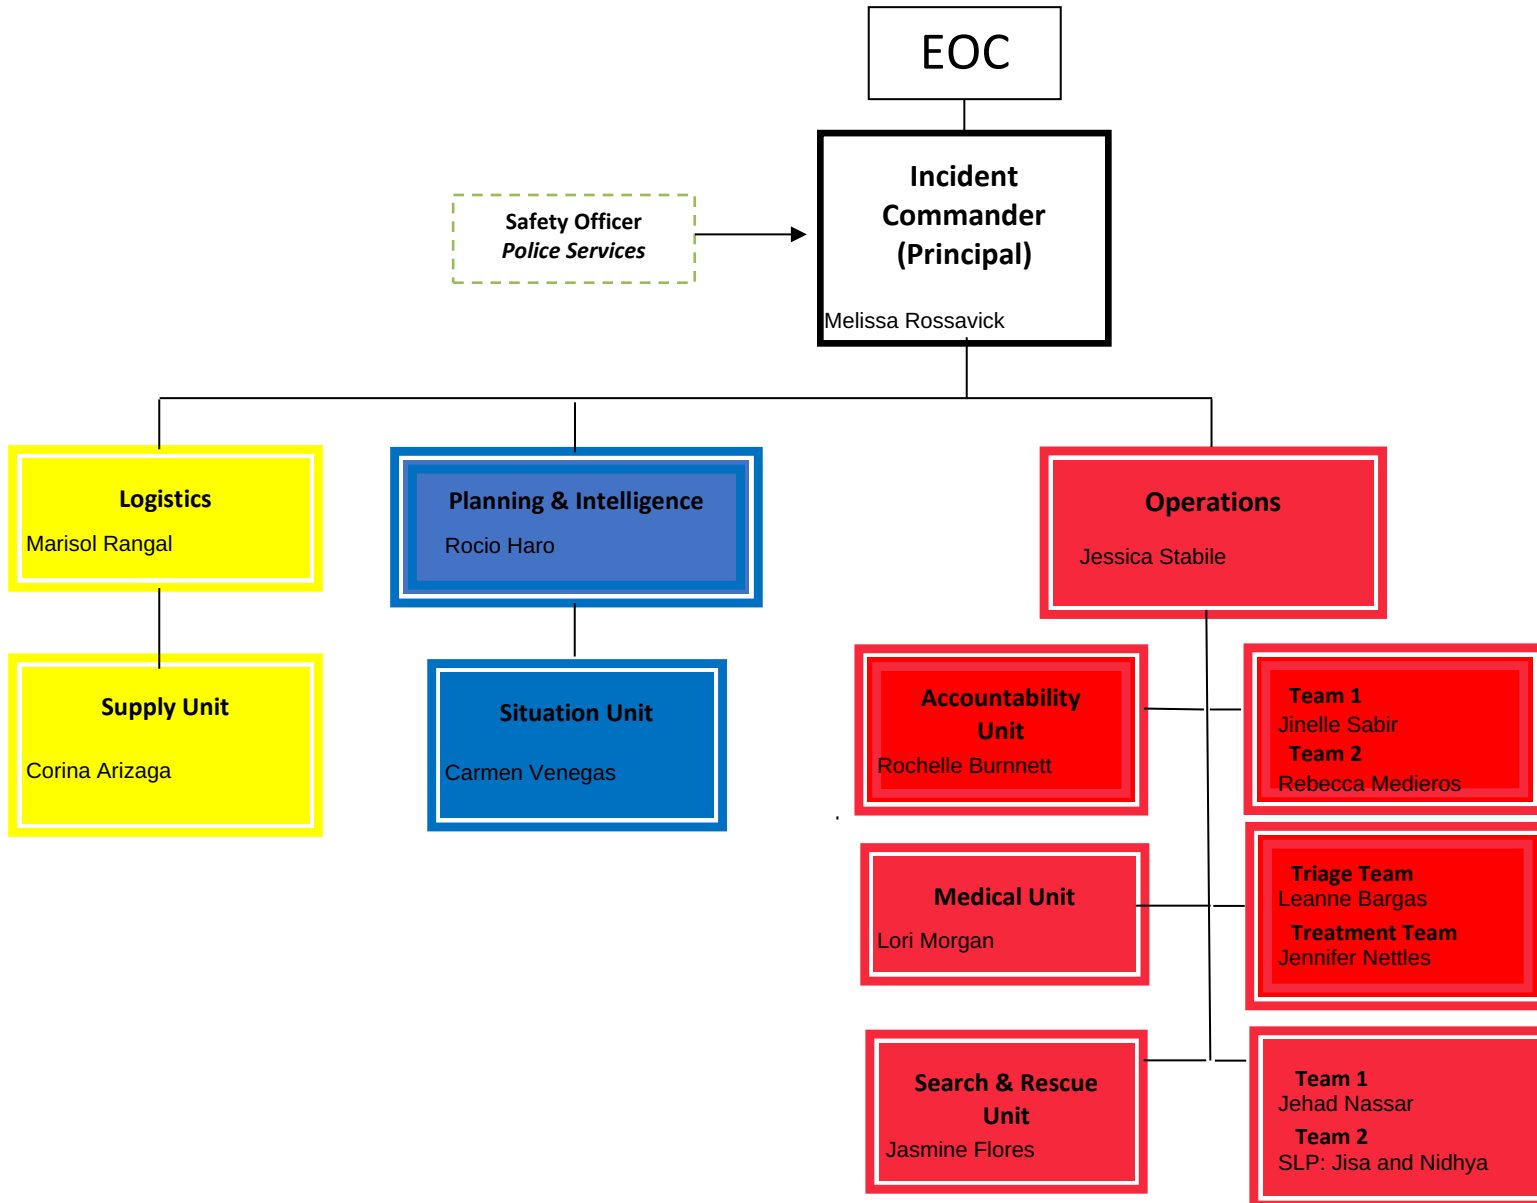 EOC
Incident
Commander
(Principal)
Melissa Rossavick
Safety Officer
Police Services
Logistics
Marisol Rangal
Planning & Intelligence
Rocio Haro
Operations
Jessica Stabile
Supply Unit
Corina Arizaga
Situation Unit
Carmen Venegas
Accountability
Unit
Rochelle Burnnett
Team 1
Jinelle Sabir
Team 2
Rebecca Medieros
Medical Unit
Lori Morgan
Triage Team
Leanne Bargas
Treatment Team
Jennifer Nettles
Search & Rescue
Unit
Jasmine Flores
Team 1
Jehad Nassar
Team 2
SLP: Jisa and Nidhya